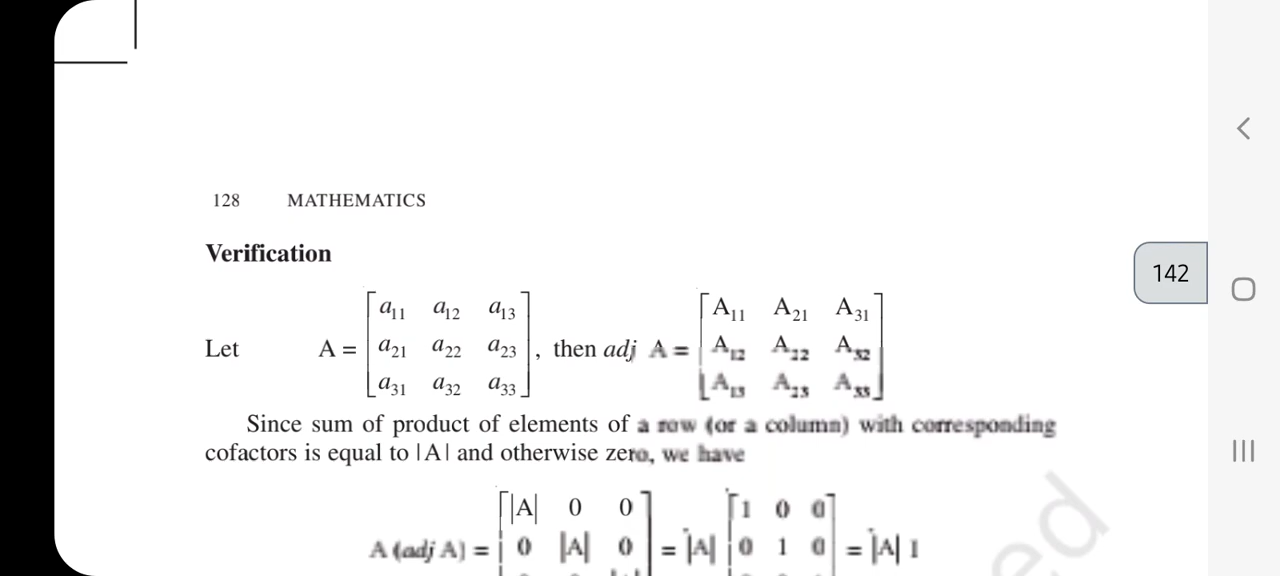 128 MATHEMATICS
Verification
a11 a12 a13 A11 A21 A31
Let A = a21 a22 a23 , then adj A = A12 A22 A32
a31 a32 a33 A13 A23 A33
Since sum of product of elements of a row (or a column) with corresponding
cofactors is equal to |A| and otherwise zero, we have
|A| 0 0 1 0 0
A (adj A) = 0 |A| 0 = |A| 0 1 0 = |A| I
142
ed